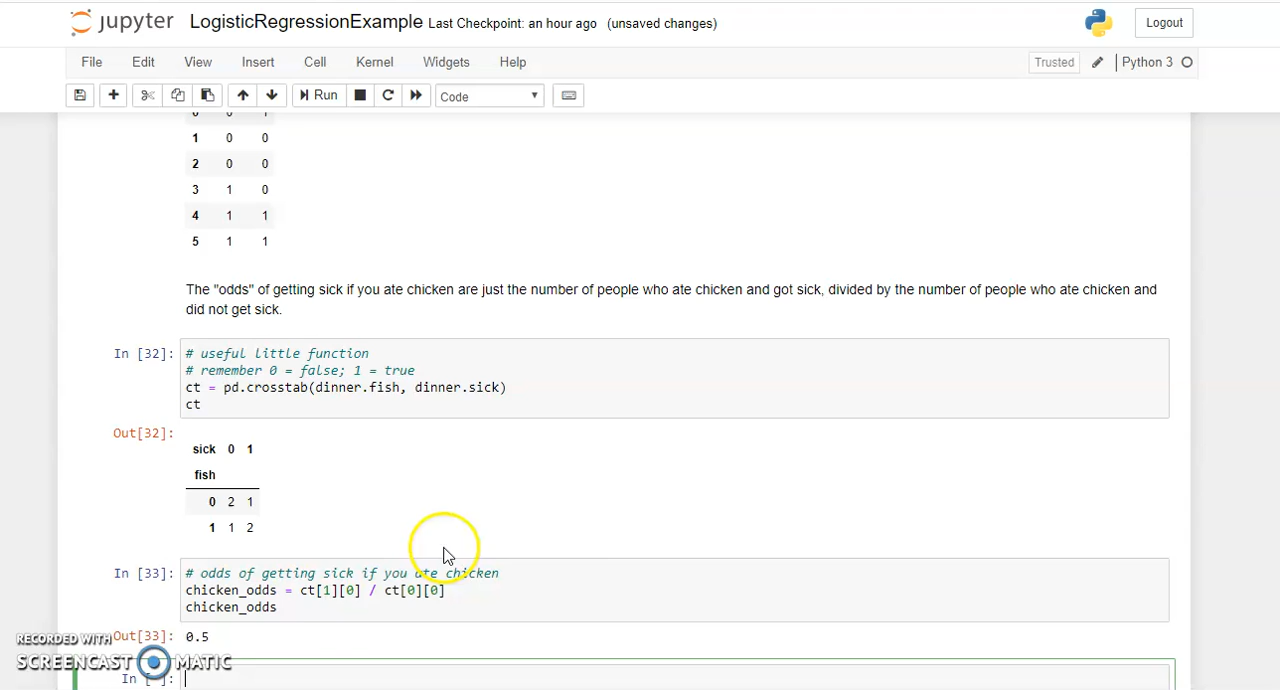 jupyter LogisticRegressionExample Last Checkpoint: an hour ago (unsaved changes) Logout
File Edit View Insert Cell Kernel Widgets Help Trusted Python 3
Run Code
0 0 1
1 0 0
2 0 0
3 1 0
4 1 1
5 1 1
The "odds" of getting sick if you ate chicken are just the number of people who ate chicken and got sick, divided by the number of people who ate chicken and
did not get sick.
In [32]: # useful little function
# remember 0 = false; 1 = true
ct = pd.crosstab(dinner.fish, dinner.sick)
ct
Out[32]:
sick 0 1
fish
0 2 1
1 1 2
In [33]: # odds of getting sick if you ate chicken
chicken_odds = ct[1][0] / ct[0][0]
chicken_odds
Out[33]: 0.5
RECORDED WITH
SCREENCAST MATIC
In [ ]: